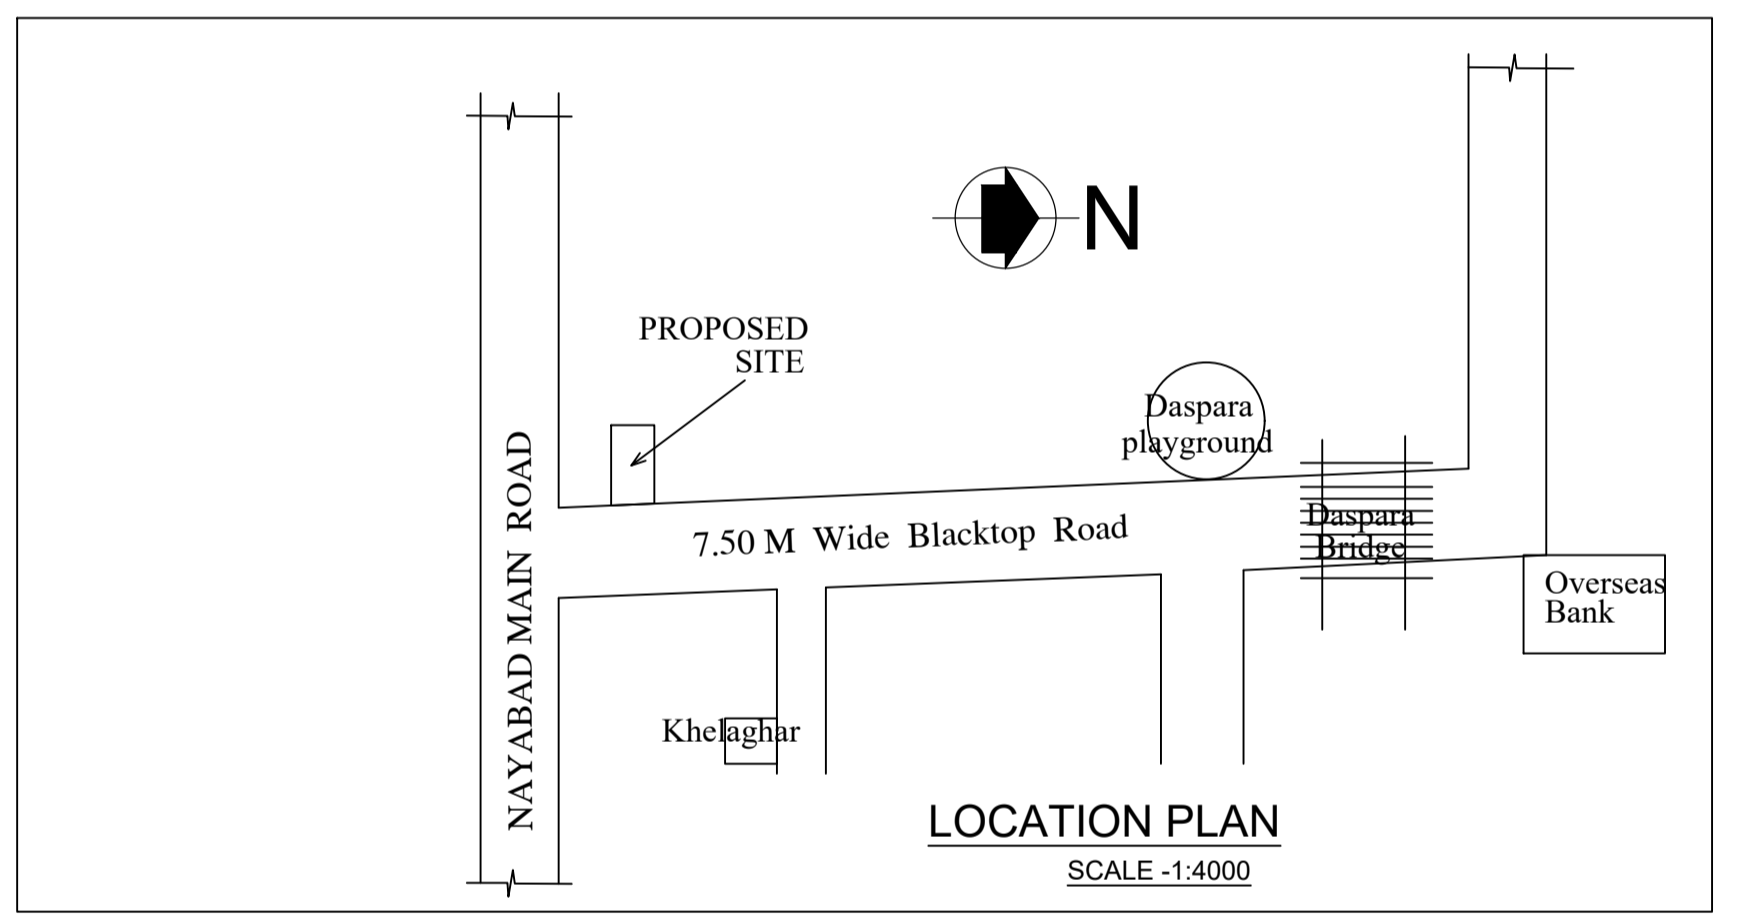 N
PROPOSED
SITE
Daspara
playground
NAYABAD MAIN ROAD
7.50 M Wide Blacktop Road
Daspara
Bridge
Overseas
Bank
Khelaghar
LOCATION PLAN
SCALE -1:4000